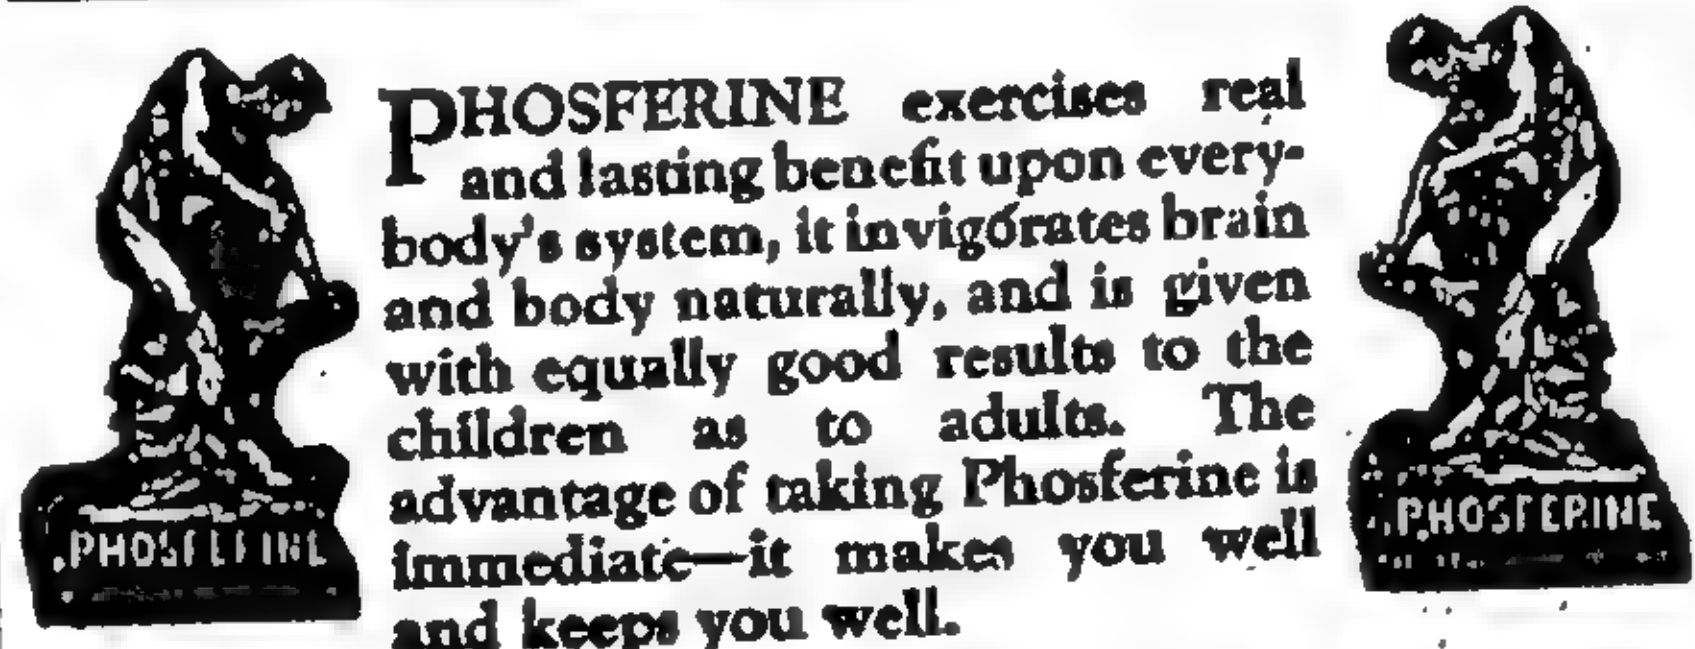 PHOSFERINE exercises real
and lasting benefit upon every-
body's system, it invigorates brain
and body naturally, and is given
with equally good results to the
children as to adults. The
advantage of taking Phosferine is
immediate—it makes you well
and keeps you well.
PHOSFERINE
PHOSFERINE